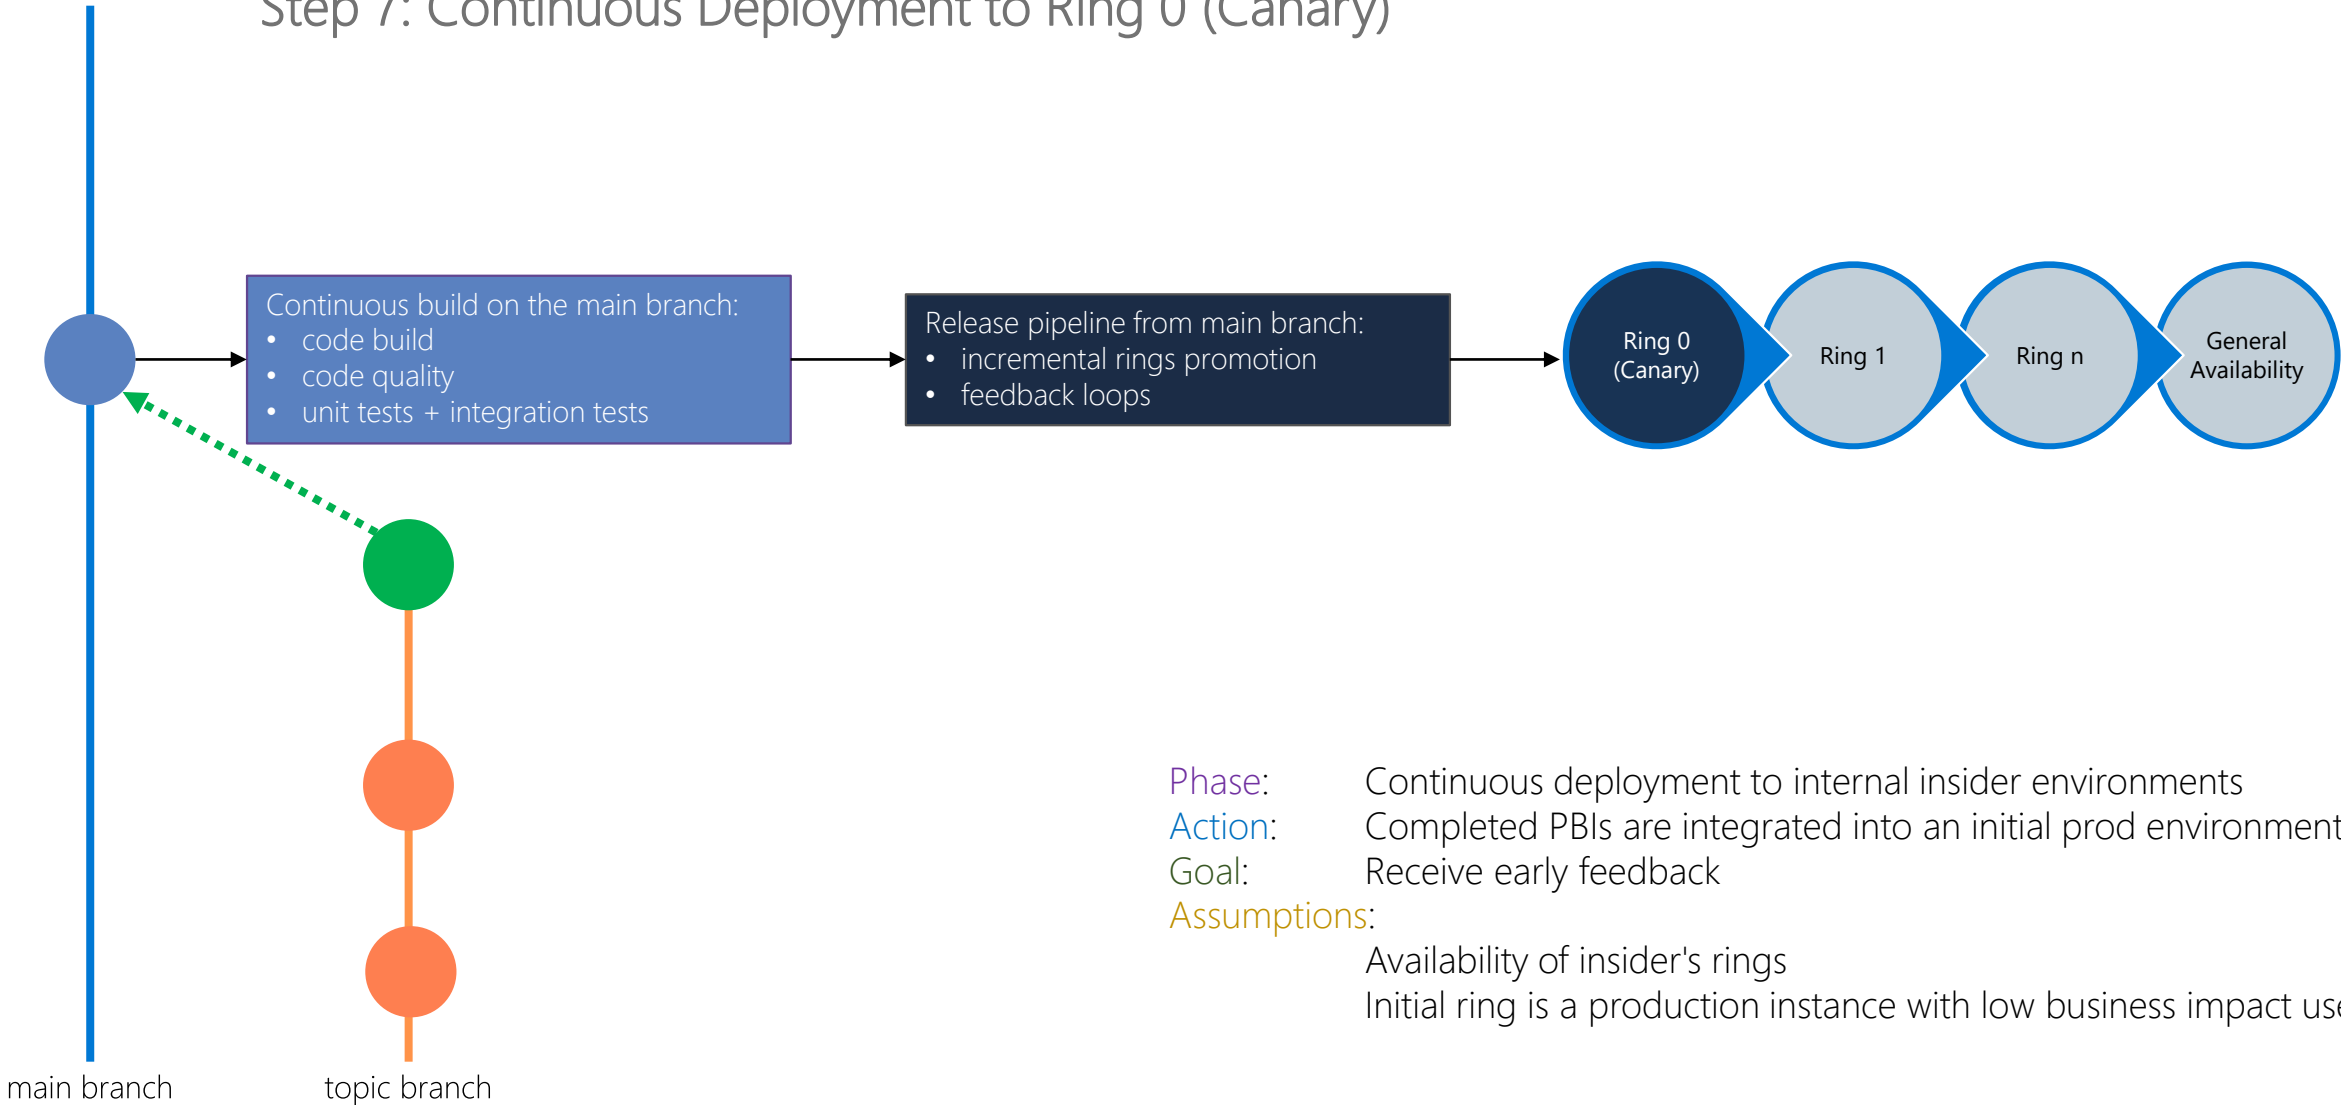 Step 7: Continuous Deployment to Ring 0 (Canary)
Continuous build on the main branch:
• code build
• code quality
• unit tests + integration tests
Release pipeline from main branch:
• incremental rings promotion
• feedback loops
Ring 0
(Canary)
Ring 1
Ring n
General
Availability
Phase: Continuous deployment to internal insider environments
Action: Completed PBIs are integrated into an initial prod environment
Goal: Receive early feedback
Assumptions:
Availability of insider's rings
Initial ring is a production instance with low business impact
main branch
topic branch